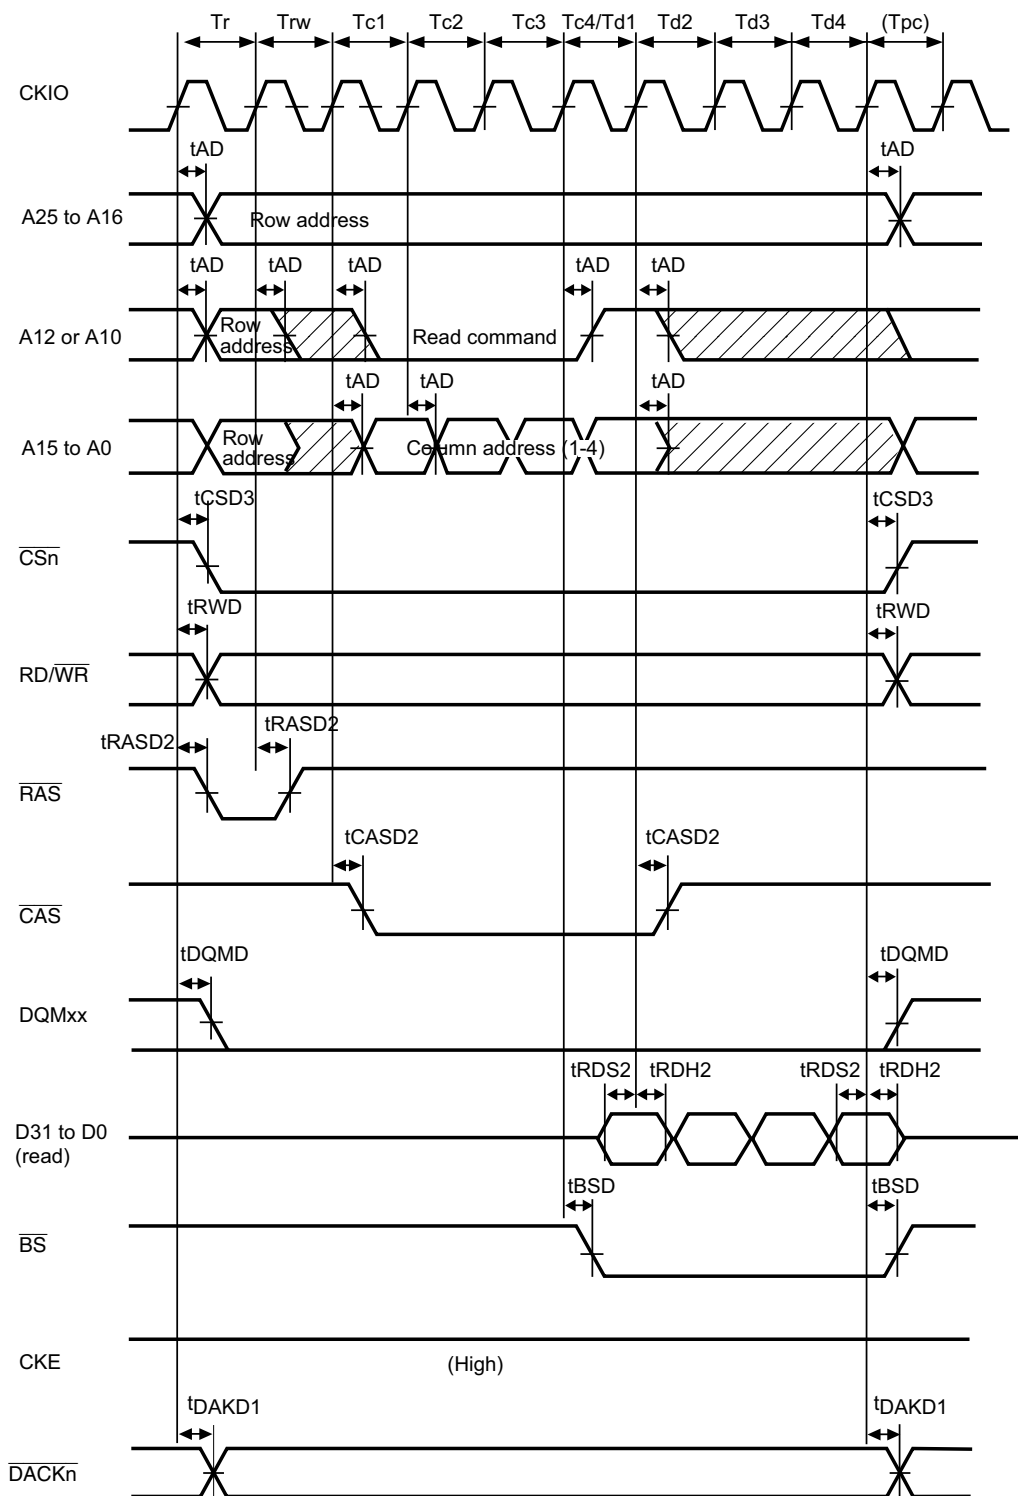 Tr Trw Tc1 Tc2 Tc3 Tc4/Td1 Td2 Td3 Td4 (Tpc)
CKIO
tAD tAD
A25 to A16 Row address
tAD tAD tAD tAD tAD
A12 or A10 Row address Read command
tAD tAD tAD
A15 to A0 Row address Column address (1-4)
tCSD3 tCSD3
CSn
tRWD tRWD
RD/WR
tRASD2 tRASD2
RAS
tCASD2 tCASD2
CAS
tDQMD tDQMD
DQMxx
tRDS2 tRDH2 tRDS2 tRDH2
D31 to D0
(read)
tBSD tBSD
BS
CKE (High)
tDAKD1 tDAKD1
DACKn